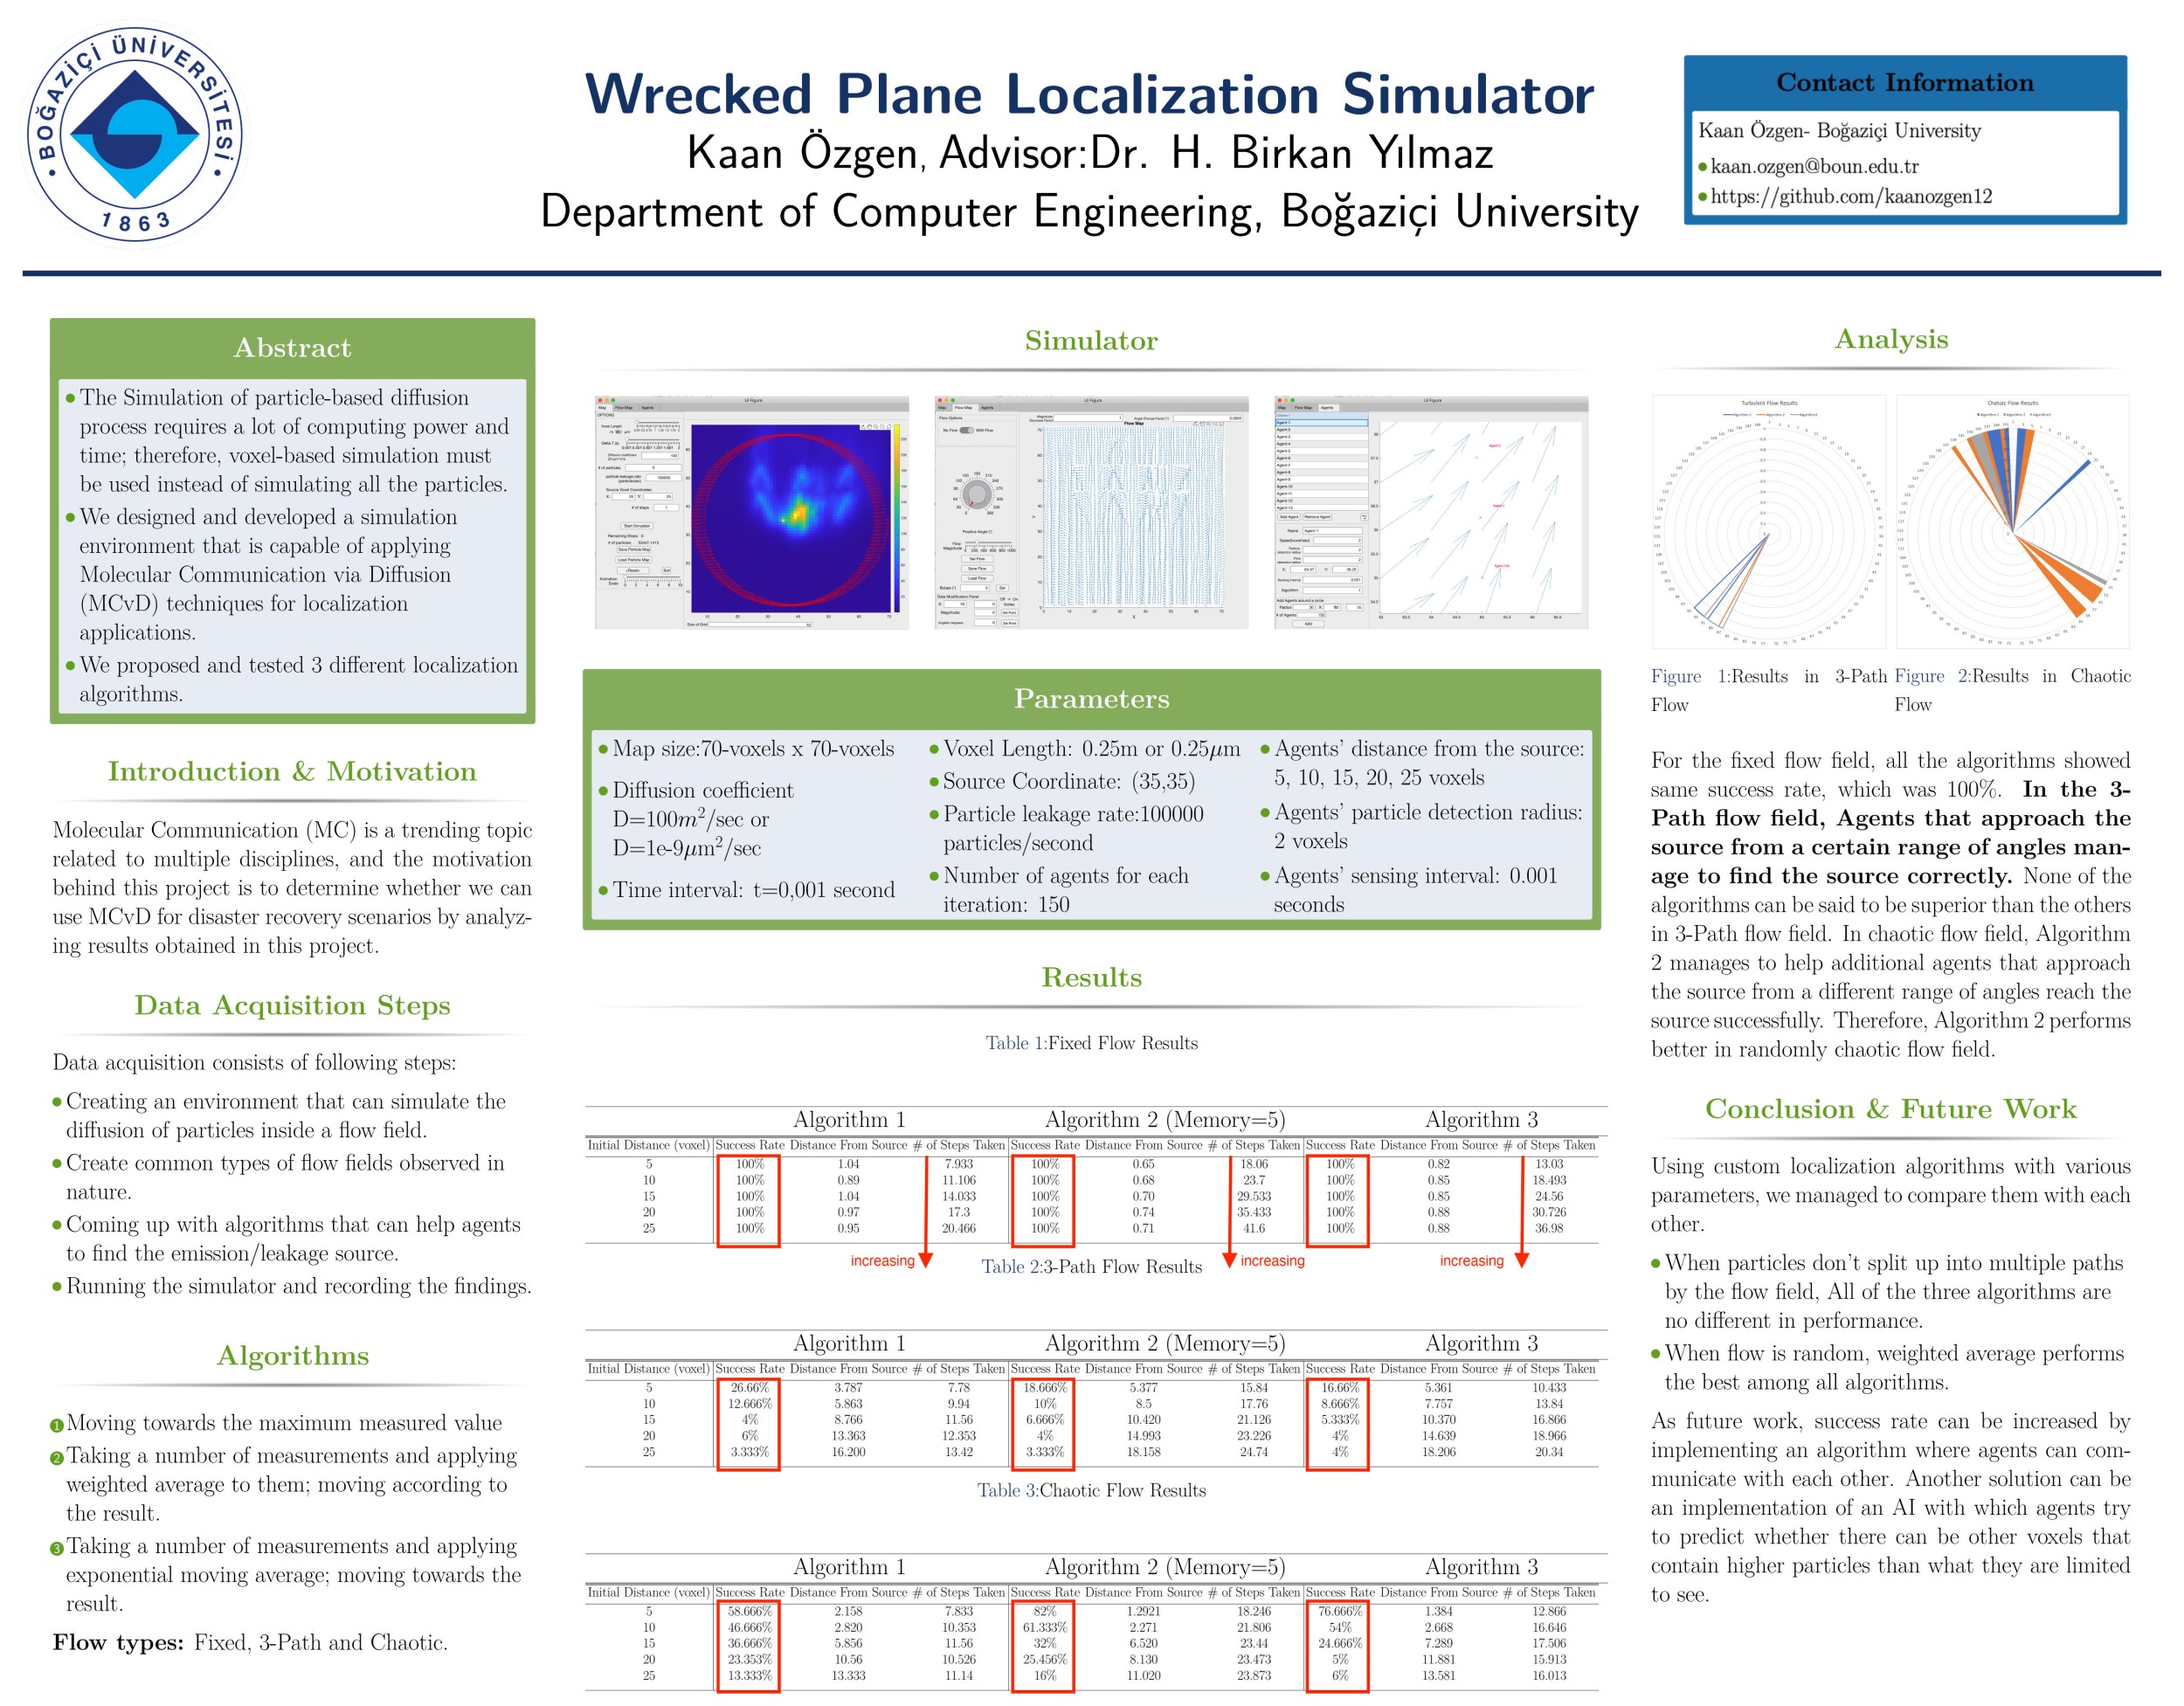 BOĞAZİÇİ ÜNİVERSİTESİ
1863
Wrecked Plane Localization Simulator
Kaan Özgen, Advisor:Dr. H. Birkan Yılmaz
Department of Computer Engineering, Boğaziçi University
Contact Information
Kaan Özgen- Boğaziçi University
kaan.ozgen@boun.edu.tr
https://github.com/kaanozgen12
Abstract
The Simulation of particle-based diffusion
process requires a lot of computing power and
time; therefore, voxel-based simulation must
be used instead of simulating all the particles.
We designed and developed a simulation
environment that is capable of applying
Molecular Communication via Diffusion
(MCvD) techniques for localization
applications.
We proposed and tested 3 different localization
algorithms.
Introduction & Motivation
Molecular Communication (MC) is a trending topic
related to multiple disciplines, and the motivation
behind this project is to determine whether we can
use MCvD for disaster recovery scenarios by analyz-
ing results obtained in this project.
Data Acquisition Steps
Data acquisition consists of following steps:
Creating an environment that can simulate the
diffusion of particles inside a flow field.
Create common types of flow fields observed in
nature.
Coming up with algorithms that can help agents
to find the emission/leakage source.
Running the simulator and recording the findings.
Algorithms
1 Moving towards the maximum measured value
2 Taking a number of measurements and applying
weighted average to them; moving according to
the result.
3 Taking a number of measurements and applying
exponential moving average; moving towards the
result.
Flow types: Fixed, 3-Path and Chaotic.
Simulator
Parameters
Map size:70-voxels x 70-voxels
Diffusion coefficient
D=100m²/sec or
D=1e-9μm²/sec
Time interval: t=0,001 second
Voxel Length: 0.25m or 0.25μm
Source Coordinate: (35,35)
Particle leakage rate:100000
particles/second
Number of agents for each
iteration: 150
Agents' distance from the source:
5, 10, 15, 20, 25 voxels
Agents' particle detection radius:
2 voxels
Agents' sensing interval: 0.001
seconds
Results
Table 1:Fixed Flow Results
Algorithm 1 Algorithm 2 (Memory=5) Algorithm 3
Initial Distance (voxel) Success Rate Distance From Source # of Steps Taken Success Rate Distance From Source # of Steps Taken Success Rate Distance From Source # of Steps Taken
5 100% 1.04 7.933 100% 0.65 18.06 100% 0.82 13.03
10 100% 0.89 11.106 100% 0.68 23.7 100% 0.85 18.493
15 100% 1.04 14.033 100% 0.70 29.533 100% 0.85 24.56
20 100% 0.97 17.3 100% 0.74 35.433 100% 0.88 30.726
25 100% 0.95 20.466 100% 0.71 41.6 100% 0.88 36.98
increasing increasing increasing
Table 2:3-Path Flow Results
Algorithm 1 Algorithm 2 (Memory=5) Algorithm 3
Initial Distance (voxel) Success Rate Distance From Source # of Steps Taken Success Rate Distance From Source # of Steps Taken Success Rate Distance From Source # of Steps Taken
5 26.66% 3.787 7.78 18.666% 5.377 15.84 16.66% 5.361 10.433
10 12.666% 5.863 9.94 10% 8.5 17.76 8.666% 7.757 13.84
15 4% 8.766 11.56 6.666% 10.420 21.126 5.333% 10.370 16.866
20 6% 13.363 12.353 4% 14.993 23.226 4% 14.639 18.966
25 3.333% 16.200 13.42 3.333% 18.158 24.74 4% 18.206 20.34
Table 3:Chaotic Flow Results
Algorithm 1 Algorithm 2 (Memory=5) Algorithm 3
Initial Distance (voxel) Success Rate Distance From Source # of Steps Taken Success Rate Distance From Source # of Steps Taken Success Rate Distance From Source # of Steps Taken
5 58.666% 2.158 7.833 82% 1.2921 18.246 76.666% 1.384 12.866
10 46.666% 2.820 10.353 61.333% 2.271 21.806 54% 2.668 16.646
15 36.666% 5.856 11.56 32% 6.520 23.44 24.666% 7.289 17.506
20 23.353% 10.56 10.526 25.456% 8.130 23.473 5% 11.881 15.913
25 13.333% 13.333 11.14 16% 11.020 23.873 6% 13.581 16.013
Analysis
Turbulent Flow Results
Chatoic Flow Results
Figure 1:Results in 3-Path
Flow
Figure 2:Results in Chaotic
Flow
For the fixed flow field, all the algorithms showed
same success rate, which was 100%. In the 3-
Path flow field, Agents that approach the
source from a certain range of angles man-
age to find the source correctly. None of the
algorithms can be said to be superior than the others
in 3-Path flow field. In chaotic flow field, Algorithm
2 manages to help additional agents that approach
the source from a different range of angles reach the
source successfully. Therefore, Algorithm 2 performs
better in randomly chaotic flow field.
Conclusion & Future Work
Using custom localization algorithms with various
parameters, we managed to compare them with each
other.
When particles don't split up into multiple paths
by the flow field, All of the three algorithms are
no different in performance.
When flow is random, weighted average performs
the best among all algorithms.
As future work, success rate can be increased by
implementing an algorithm where agents can com-
municate with each other. Another solution can be
an implementation of an AI with which agents try
to predict whether there can be other voxels that
contain higher particles than what they are limited
to see.